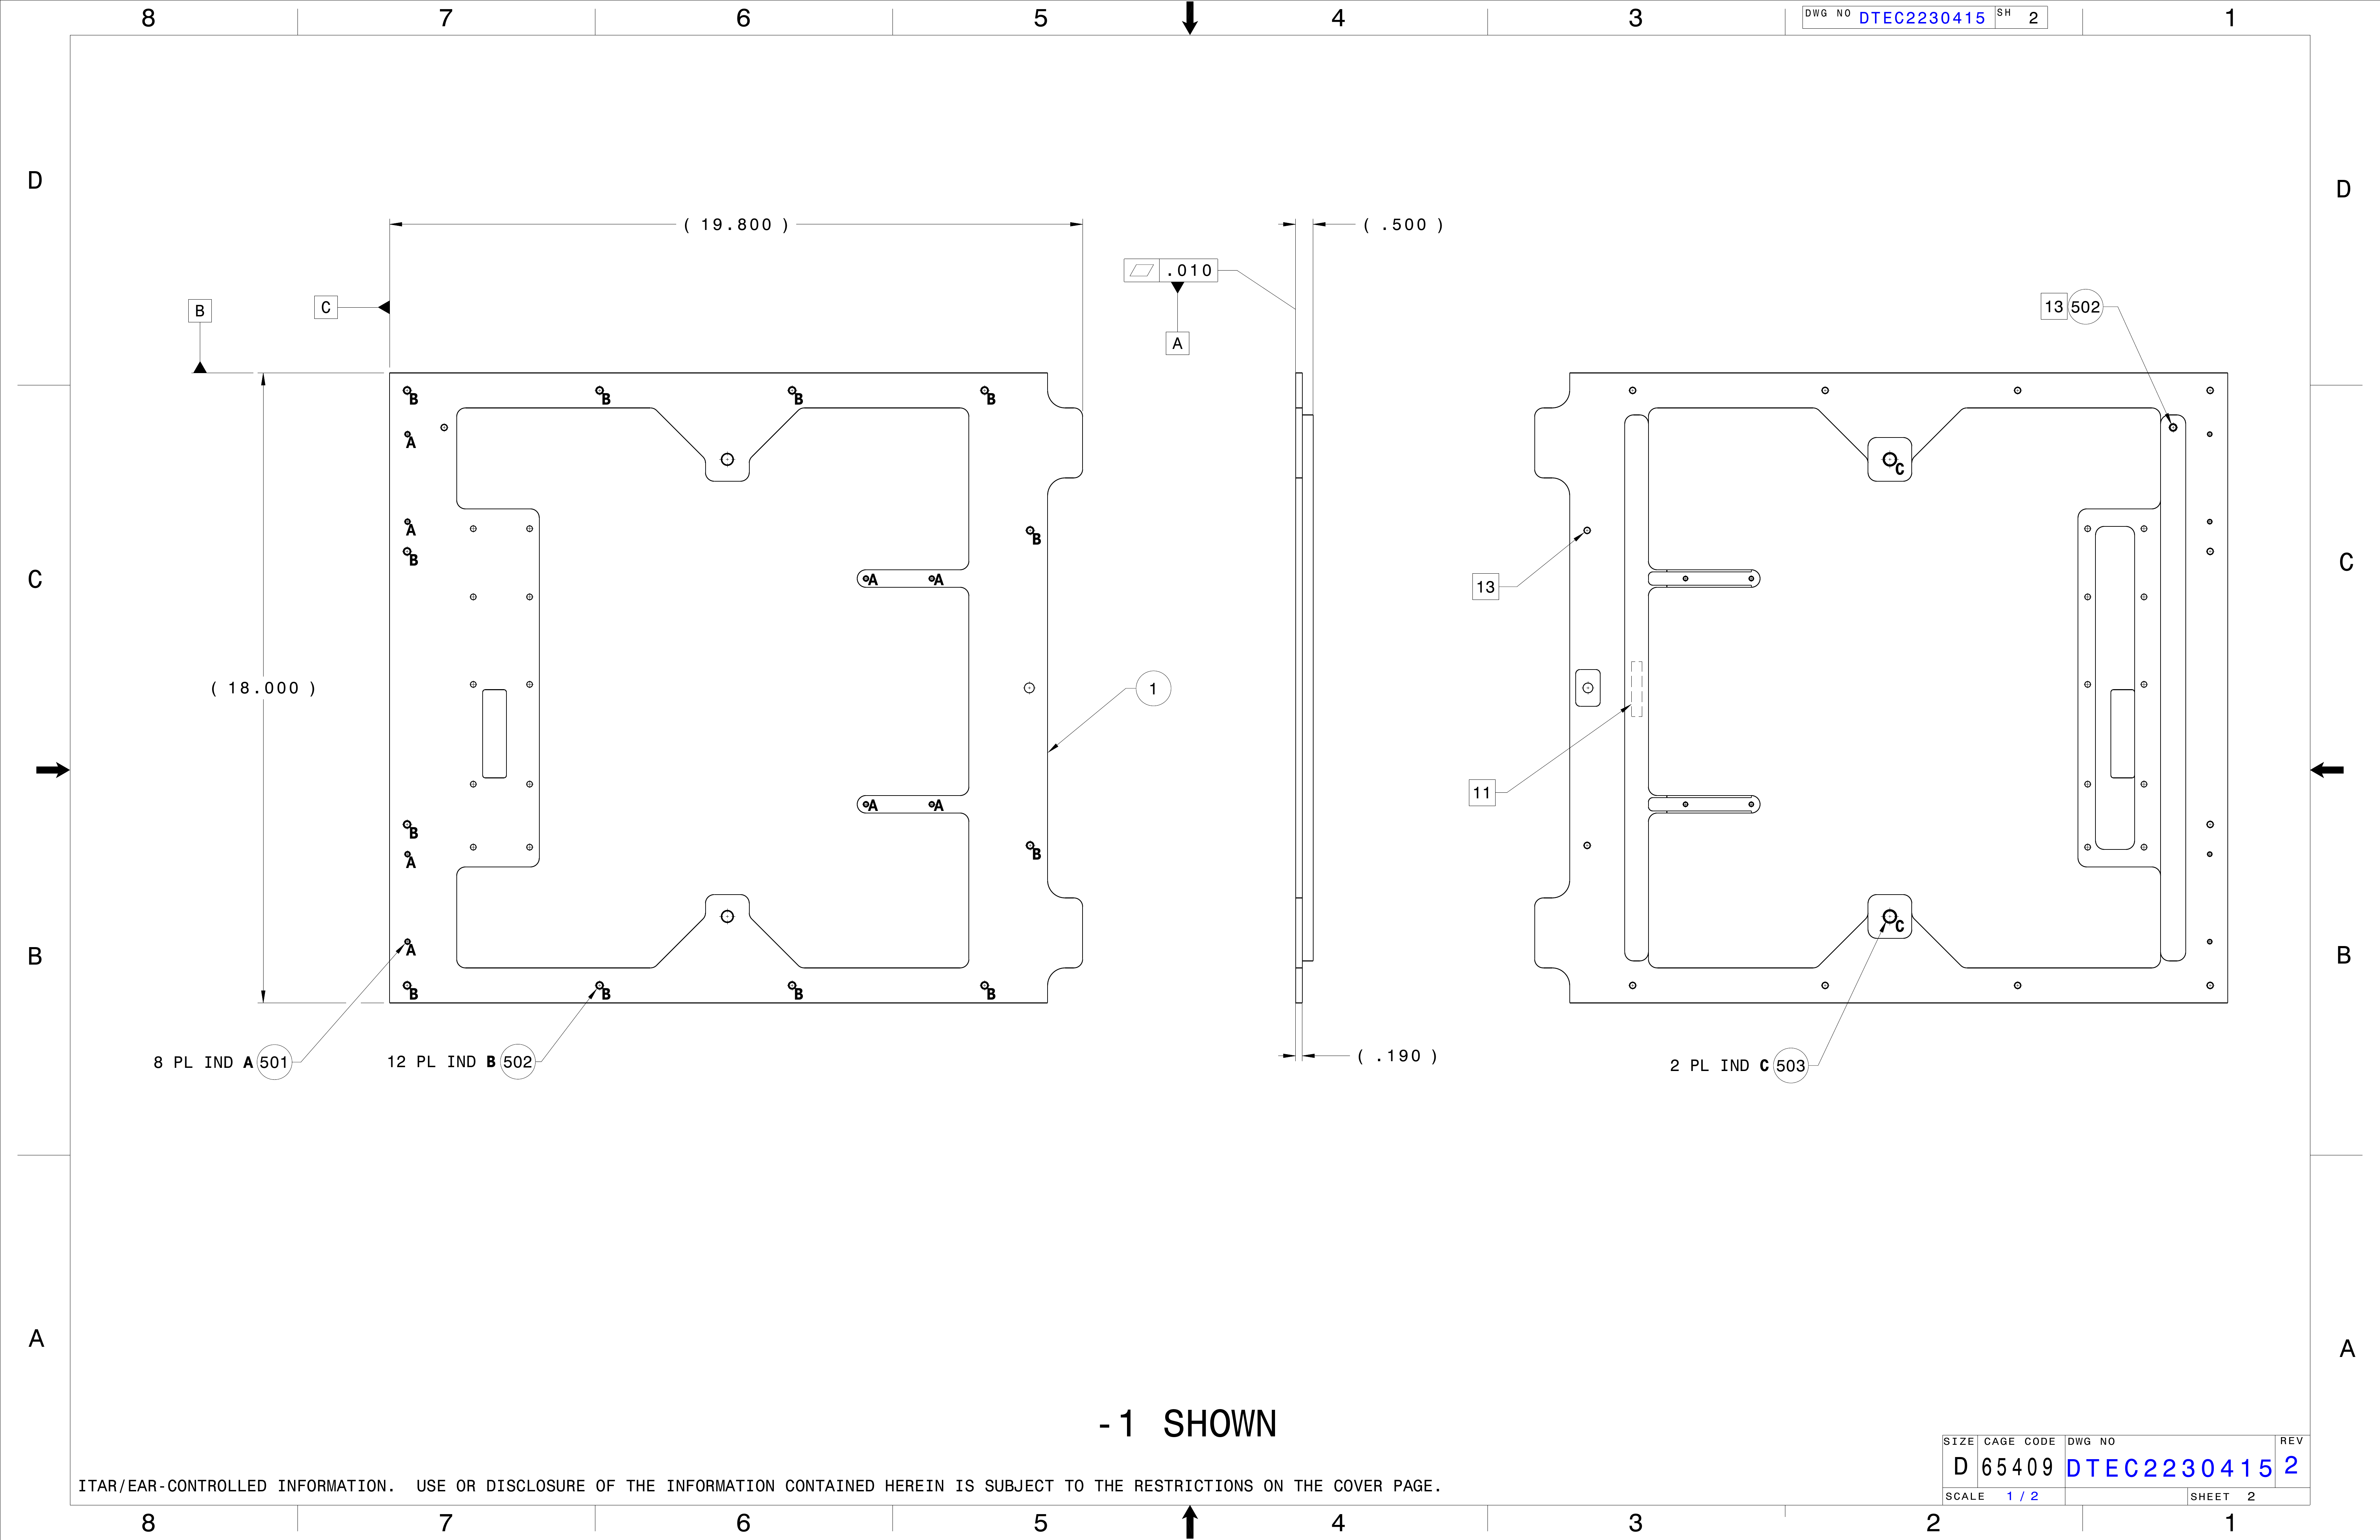 8 7 6 5 4 3 1
DWG NO DTEC2230415 SH 2
D D
( 19.800 ) ( .500 )
.010
B C A
13 502
B B B B
A
C
A
B
B
C C
A A
13
( 18.000 )
1
11
A A
B
A
B
C
B B
A
B B B B
( .190 )
8 PL IND A 501
12 PL IND B 502
2 PL IND C 503
A A
-1 SHOWN
SIZE CAGE CODE DWG NO REV
D 65409 DTEC2230415 2
SCALE 1 / 2 SHEET 2
ITAR/EAR-CONTROLLED INFORMATION. USE OR DISCLOSURE OF THE INFORMATION CONTAINED HEREIN IS SUBJECT TO THE RESTRICTIONS ON THE COVER PAGE.
8 7 6 5 4 3 2 1